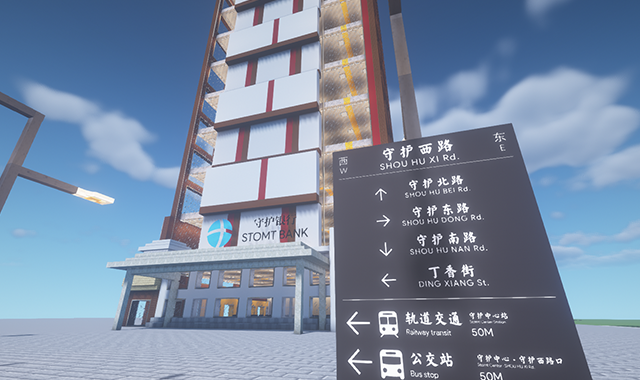 守护银行
STOMT BANK
西 守护西路 东
W SHOU HU XI Rd. E
↑ 守护北路
SHOU HU BEI Rd.
→ 守护东路
SHOU HU DONG Rd.
↓ 守护南路
SHOU HU NAN Rd.
← 丁香街
DING XIANG St.
← 轨道交通 守护中心站
Railway transit 50M
← 公交站 守护中心·守护西路口
Bus stop 50M